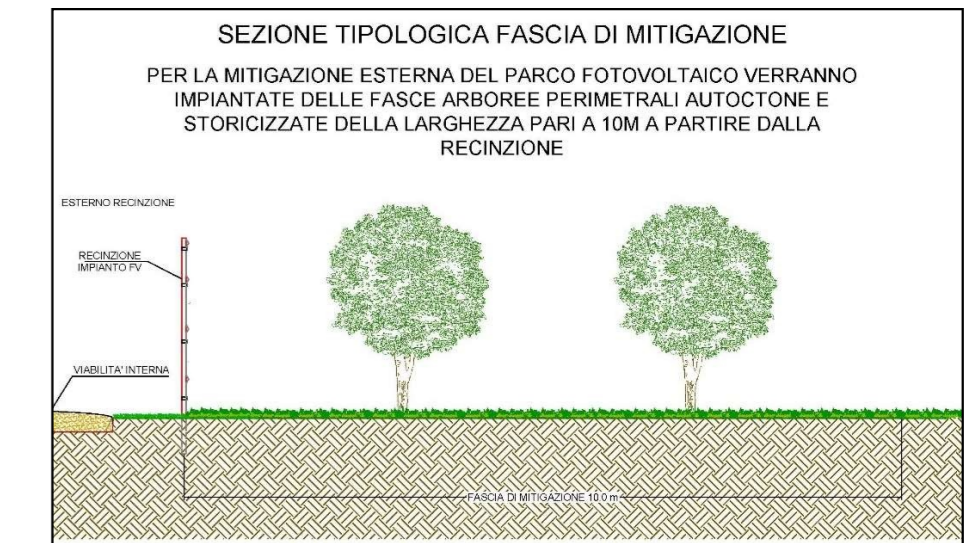 SEZIONE TIPOLOGICA FASCIA DI MITIGAZIONE
PER LA MITIGAZIONE ESTERNA DEL PARCO FOTOVOLTAICO VERRANNO
IMPIANTATE DELLE FASCE ARBOREE PERIMETRALI AUTOCTONE E
STORICIZZATE DELLA LARGHEZZA PARI A 10M A PARTIRE DALLA
RECINZIONE
ESTERNO RECINZIONE
RECINZIONE
IMPIANTO FV
VIABILITA' INTERNA
FASCIA DI MITIGAZIONE 10.0 m